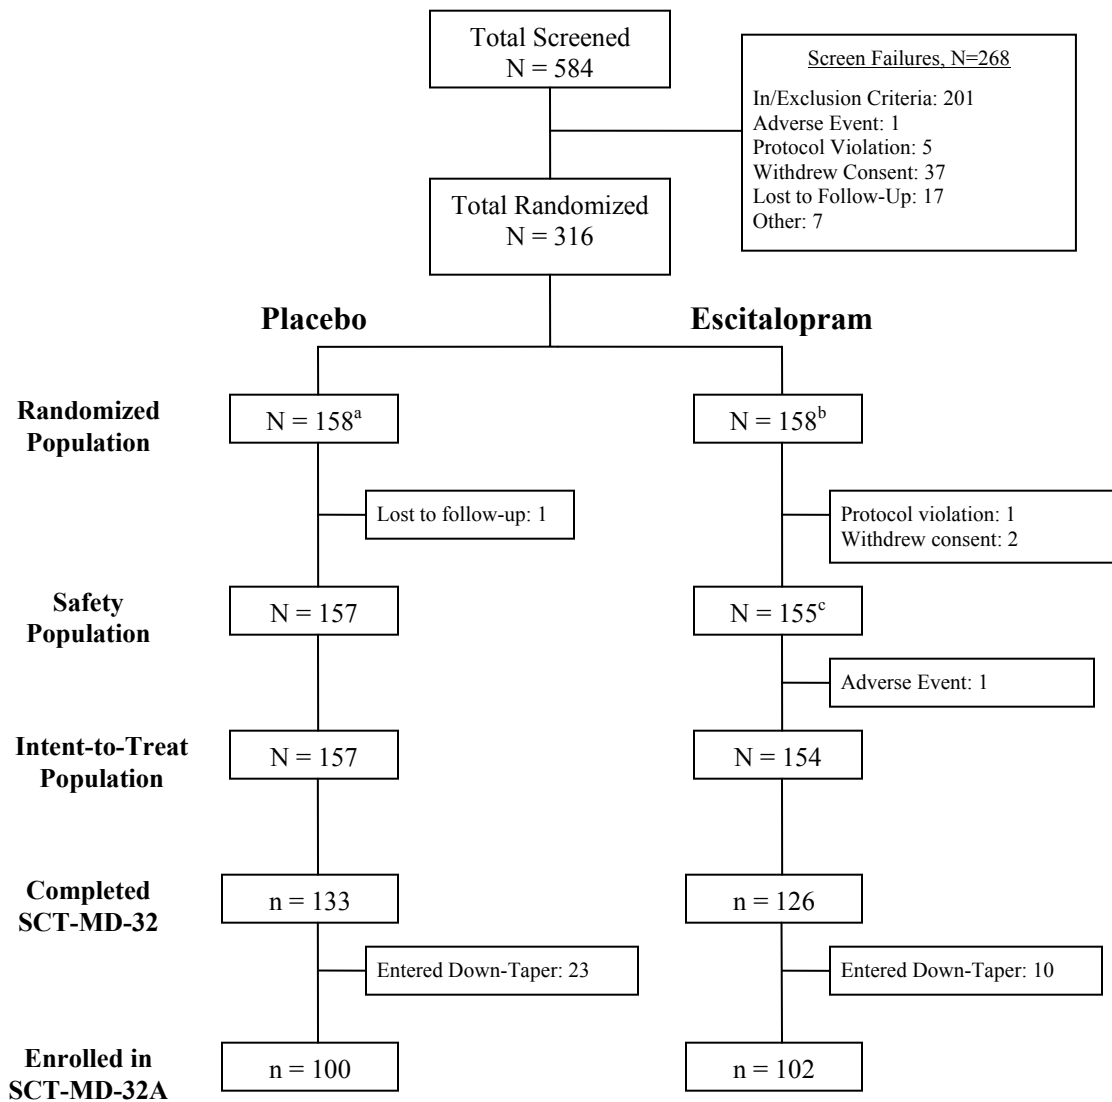 Total Screened
N = 584
Screen Failures, N=268
In/Exclusion Criteria: 201
Adverse Event: 1
Protocol Violation: 5
Withdrew Consent: 37
Lost to Follow-Up: 17
Other: 7
Total Randomized
N = 316
Placebo
Escitalopram
Randomized
Population
N = 158ᵃ
N = 158ᵇ
Lost to follow-up: 1
Protocol violation: 1
Withdrew consent: 2
Safety
Population
N = 157
N = 155ᶜ
Adverse Event: 1
Intent-to-Treat
Population
N = 157
N = 154
Completed
SCT-MD-32
n = 133
n = 126
Entered Down-Taper: 23
Entered Down-Taper: 10
Enrolled in
SCT-MD-32A
n = 100
n = 102